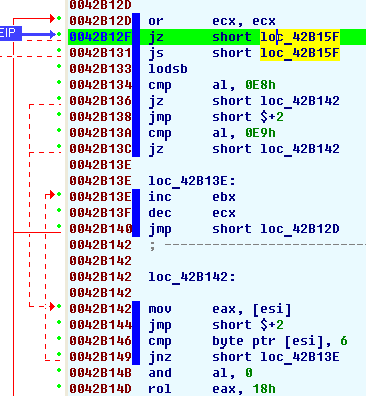 0042B12D
0042B12D or ecx, ecx
EIP 0042B12F jz short loc_42B15F
0042B131 js short loc_42B15F
0042B133 lodsb
0042B134 cmp al, 0E8h
0042B136 jz short loc_42B142
0042B138 jmp short $+2
0042B13A cmp al, 0E9h
0042B13C jz short loc_42B142
0042B13E
0042B13E loc_42B13E:
0042B13E inc ebx
0042B13F dec ecx
0042B140 jmp short loc_42B12D
0042B142 ; ---------------------------
0042B142
0042B142 loc_42B142:
0042B142
0042B142 mov eax, [esi]
0042B144 jmp short $+2
0042B146 cmp byte ptr [esi], 6
0042B149 jnz short loc_42B13E
0042B14B and al, 0
0042B14D rol eax, 18h